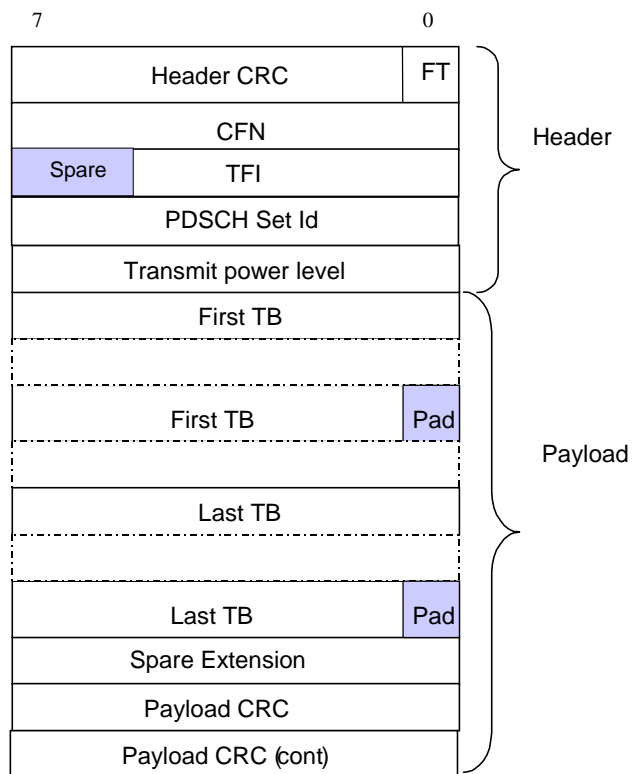 7 0
Header CRC FT
CFN
Header
Spare TFI
PDSCH Set Id
Transmit power level
First TB
First TB Pad
Payload
Last TB
Last TB Pad
Spare Extension
Payload CRC
Payload CRC (cont)